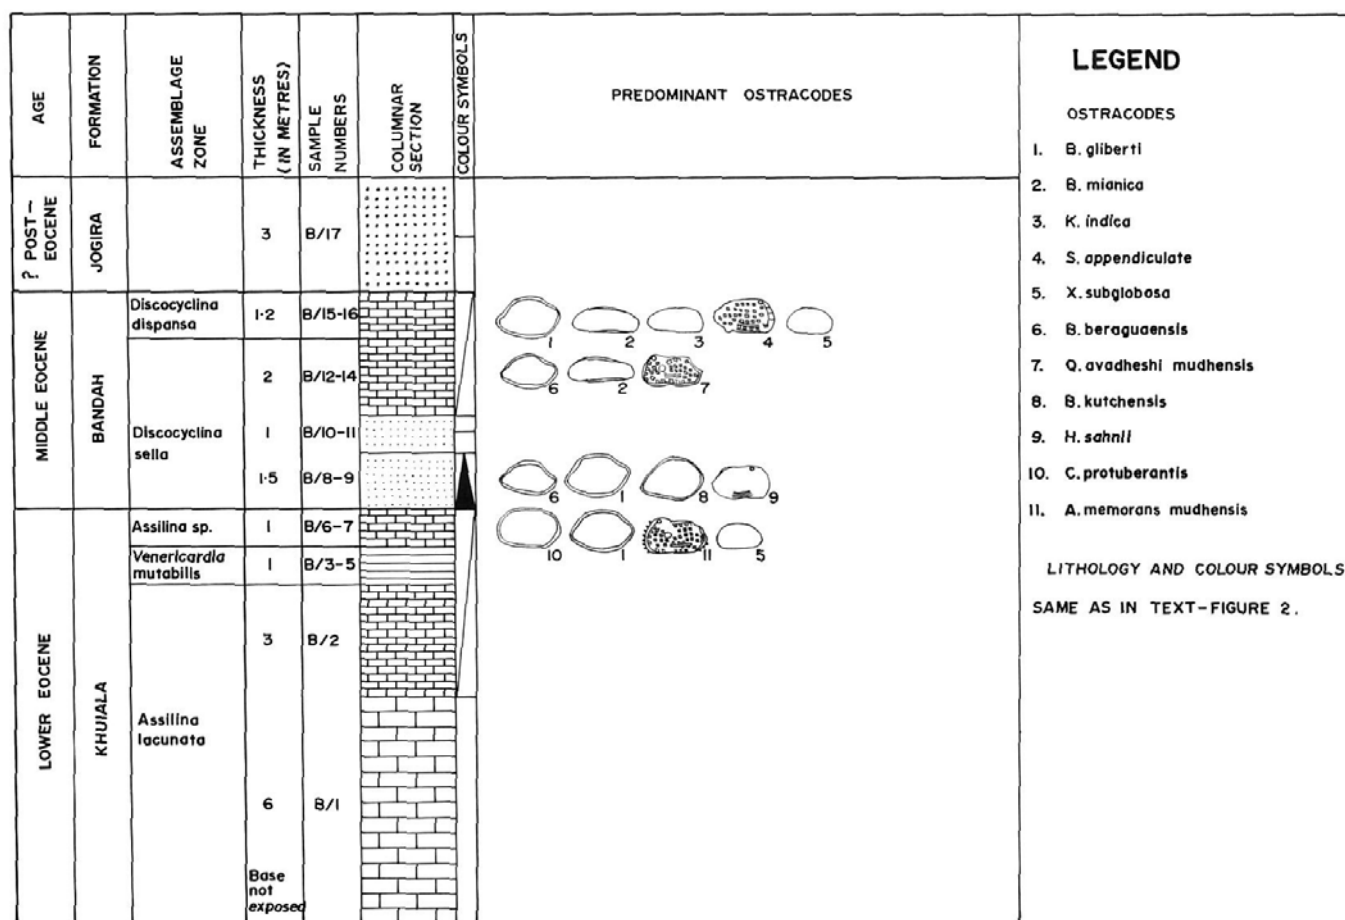 AGE
FORMATION
ASSEMBLAGE
ZONE
THICKNESS
(IN METRES)
SAMPLE
NUMBERS
COLUMNAR
SECTION
COLOUR SYMBOLS
PREDOMINANT OSTRACODES
? POST-
EOCENE
JOGIRA
3
B/17
MIDDLE EOCENE
BANDAH
Discocyclina
dispansa
1·2
B/15-16
1 2 3 4 5
2
B/12-14
6 2 7
Discocyclina
sella
1
B/10-11
1·5
B/8-9
6 1 8 9
LOWER EOCENE
KHUIALA
Assilina sp.
1
B/6-7
10 1 11 5
Venericardia
mutabilis
1
B/3-5
3
B/2
Assilina
lacunata
6
B/1
Base
not
exposed
LEGEND
OSTRACODES
1. B. gliberti
2. B. mianica
3. K. indica
4. S. appendiculate
5. X. subglobosa
6. B. beraguaensis
7. Q. avadheshi mudhensis
8. B. kutchensis
9. H. sahnii
10. C. protuberantis
11. A. memorans mudhensis
LITHOLOGY AND COLOUR SYMBOLS
SAME AS IN TEXT-FIGURE 2.